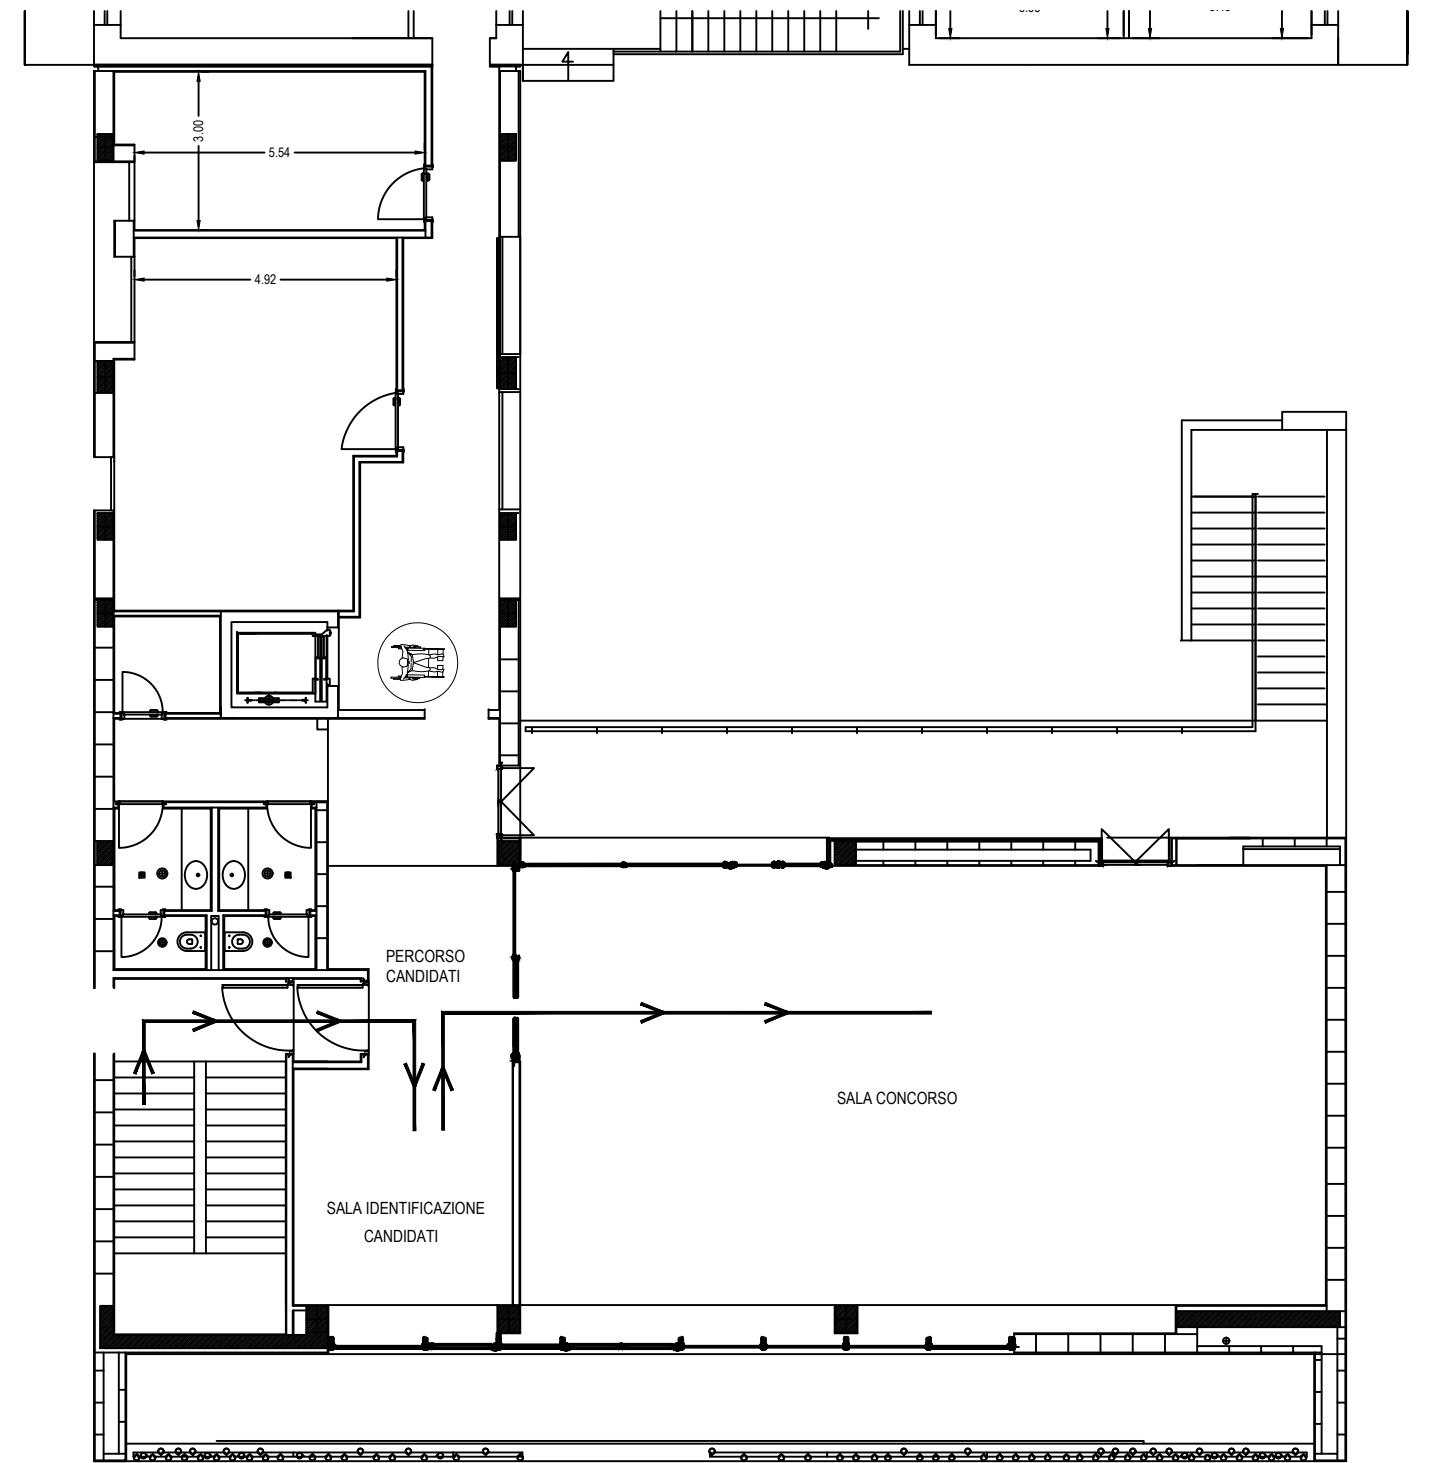 4
3.00
5.54
4.92
PERCORSO
CANDIDATI
SALA CONCORSO
SALA IDENTIFICAZIONE
CANDIDATI